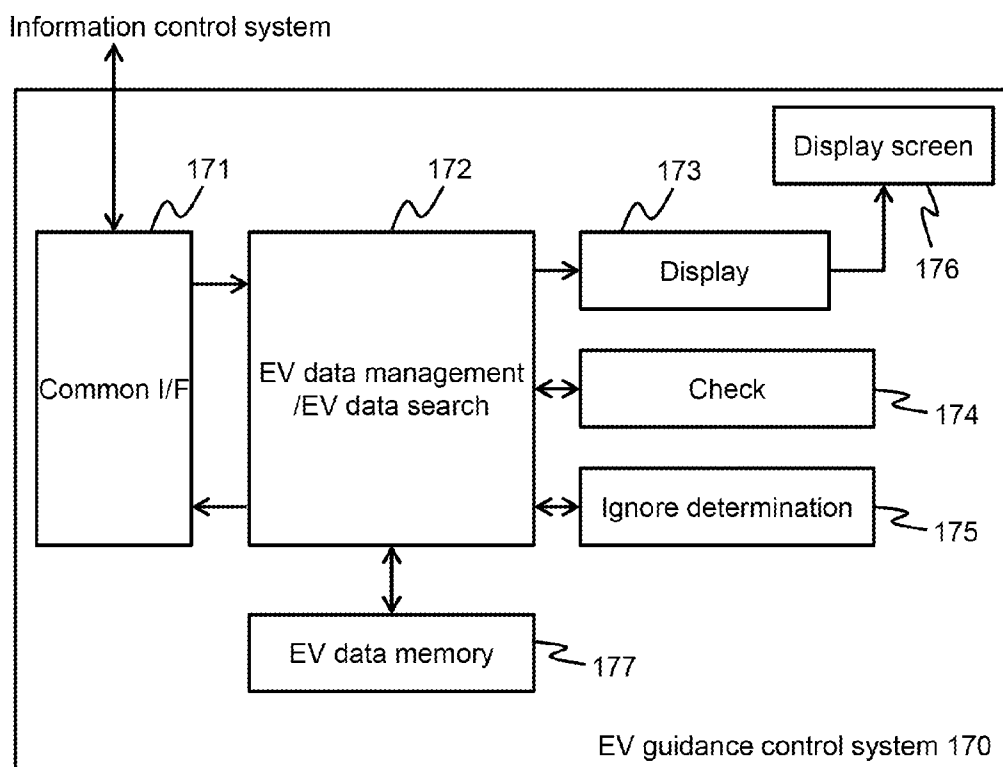 Information control system
171
172
173
Display screen
176
Common I/F
EV data management
/EV data search
Display
Check
174
Ignore determination
175
EV data memory
177
EV guidance control system 170